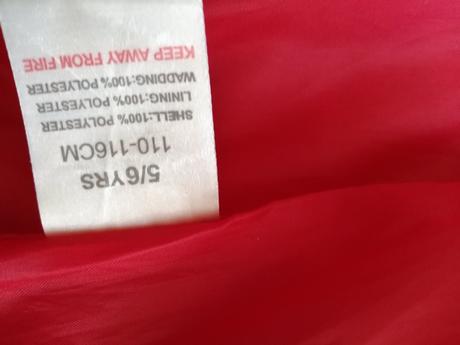 5/6YRS
110-116CM
SHELL:100% POLYESTER
LINING:100% POLYESTER
WADDING:100% POLYESTER
KEEP AWAY FROM FIRE